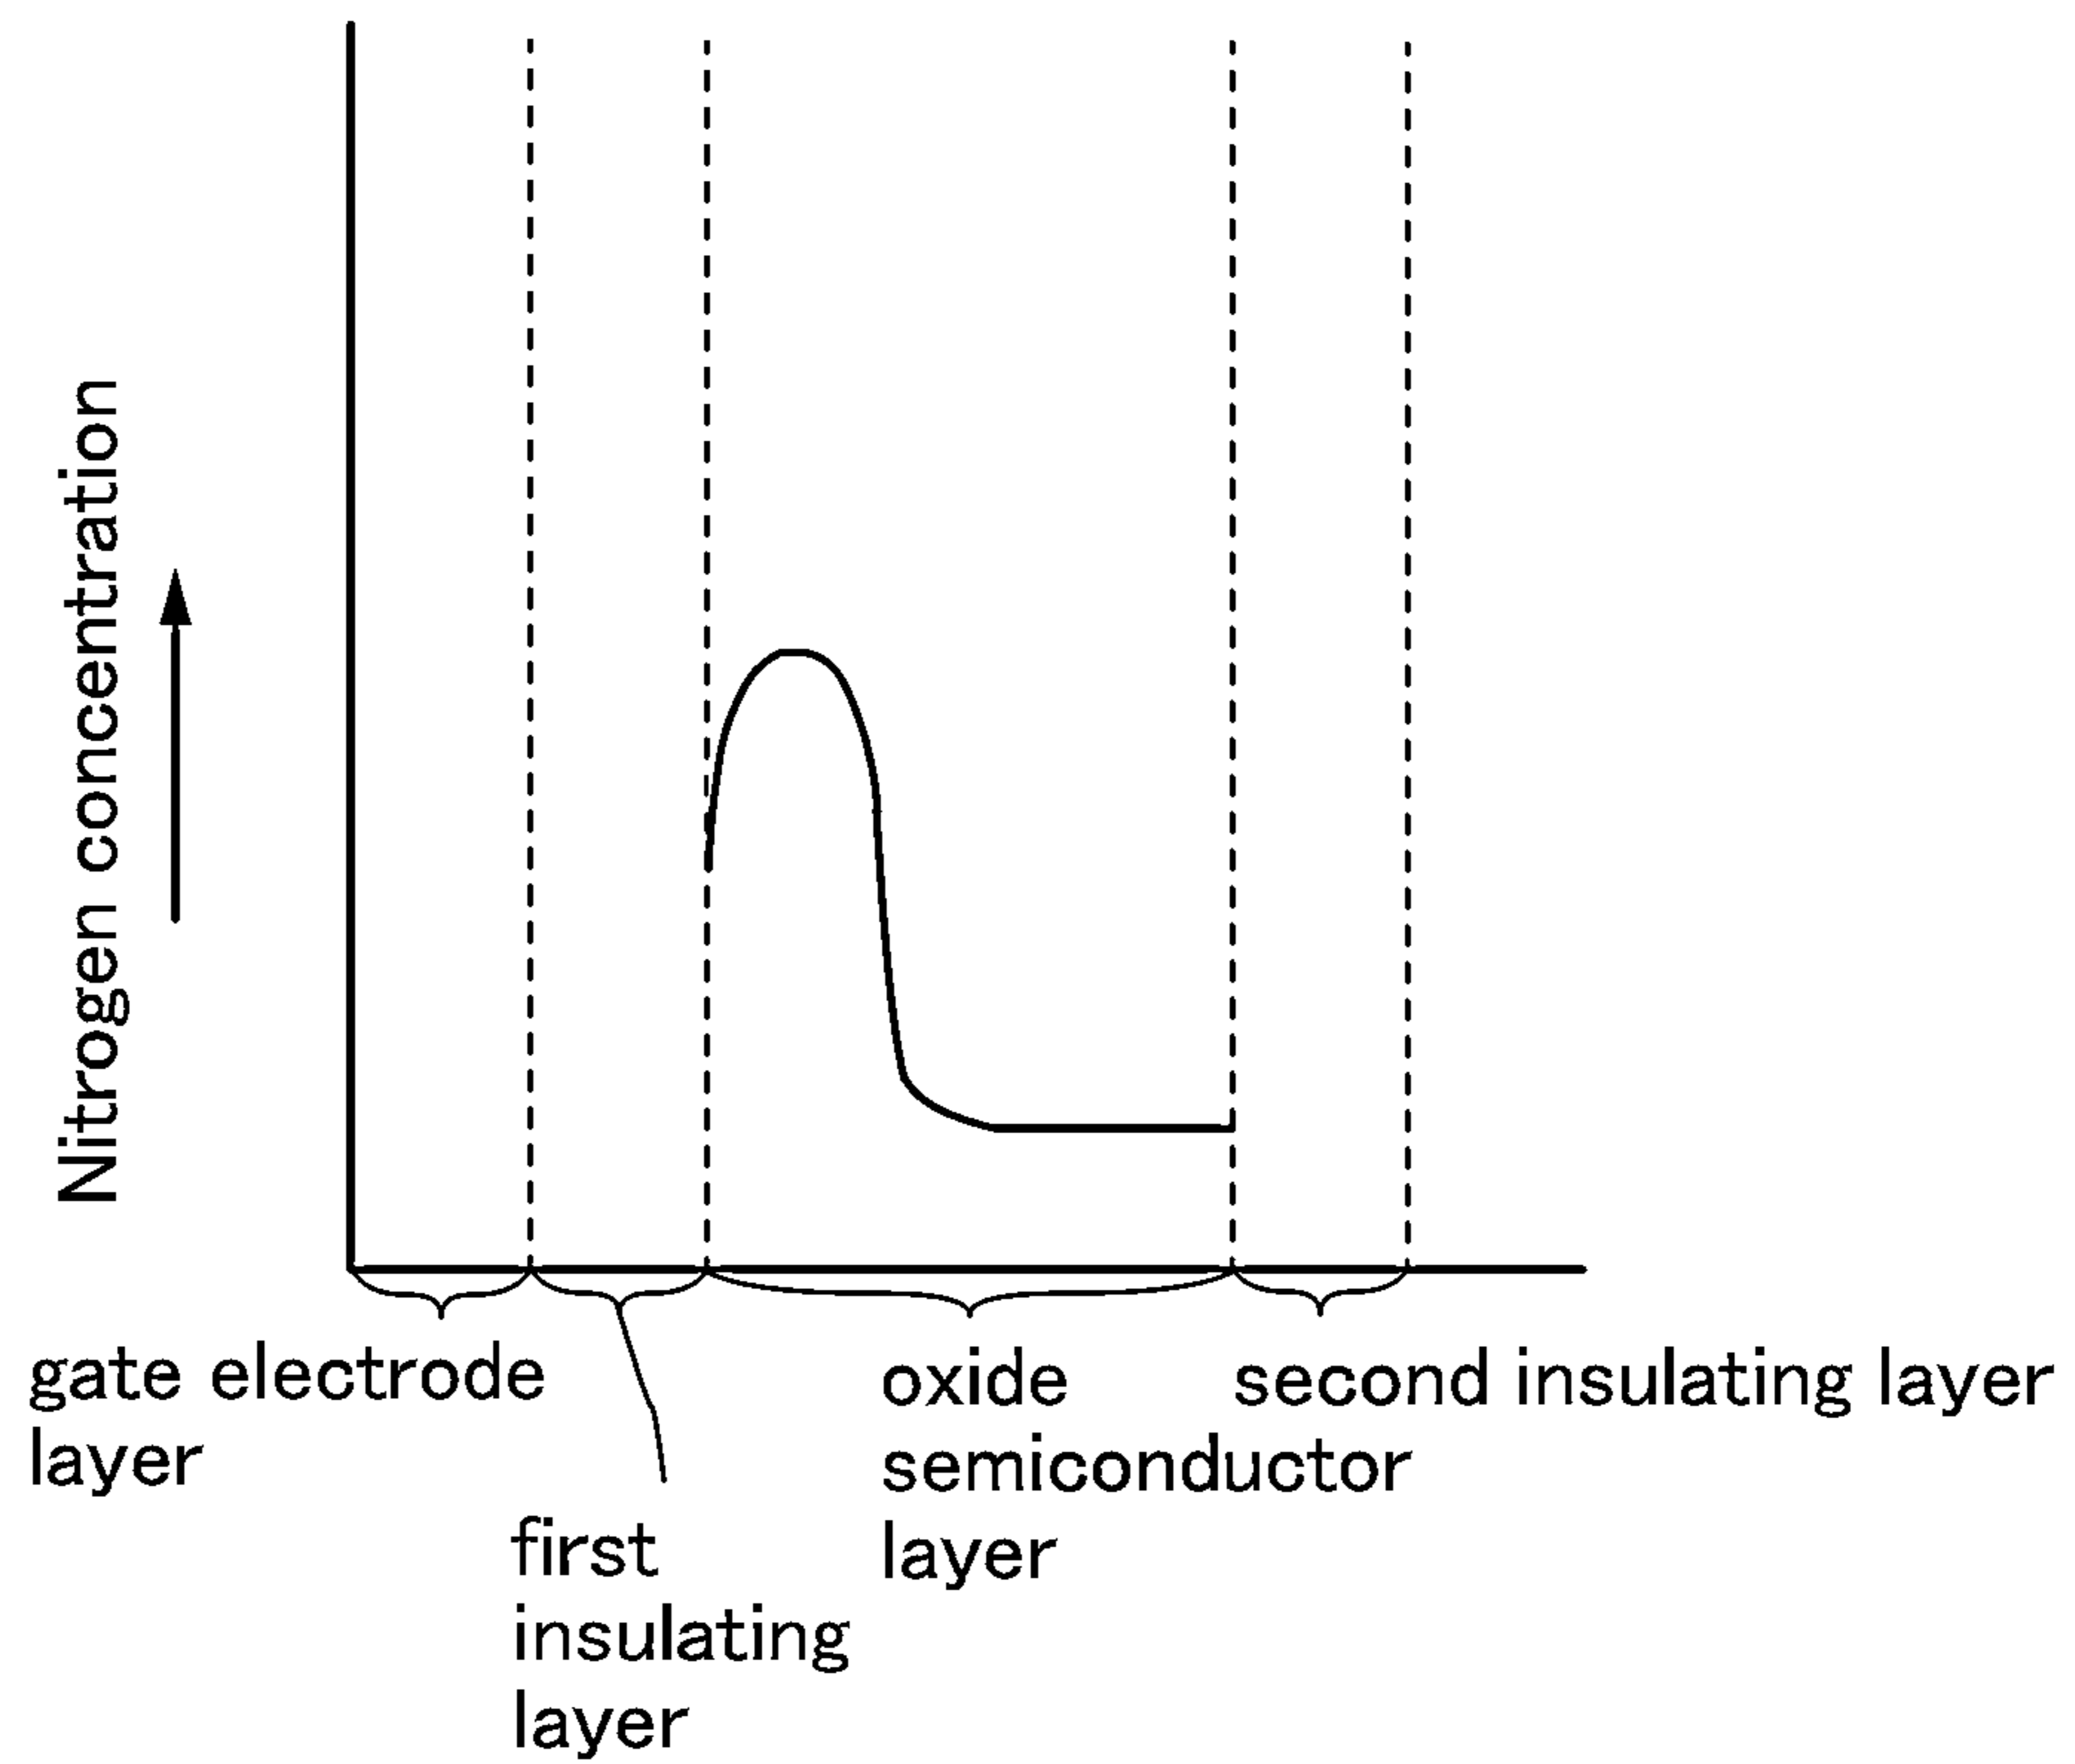 Nitrogen concentration
gate electrode
layer
first
insulating
layer
oxide
semiconductor
layer
second insulating layer